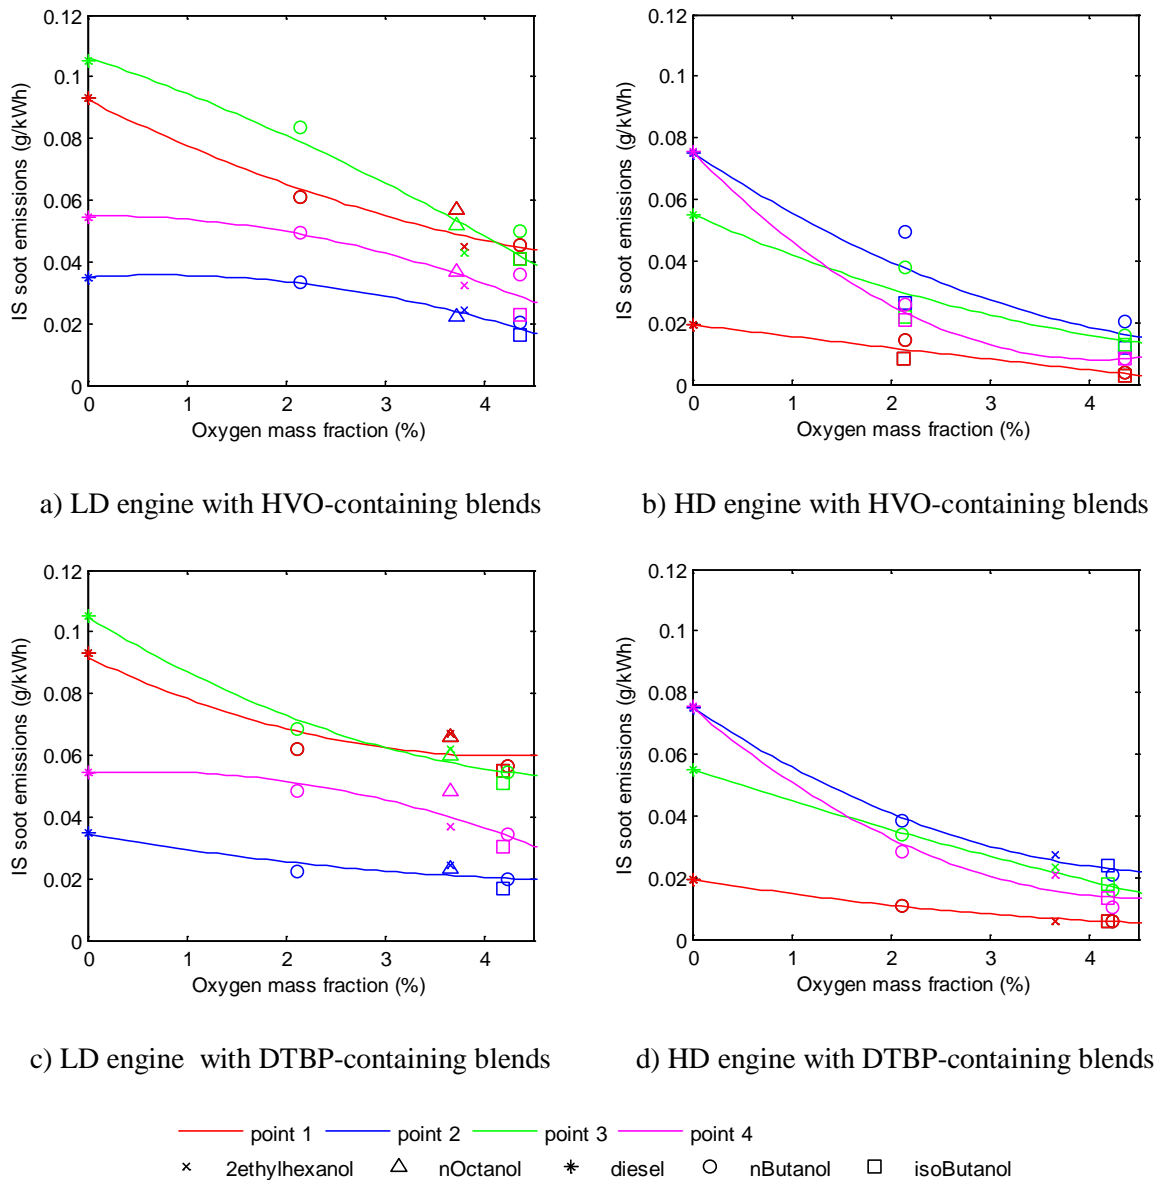 0.12
0.1
0.08
0.06
0.04
0.02
0
0 1 2 3 4
IS soot emissions (g/kWh)
Oxygen mass fraction (%)
a) LD engine with HVO-containing blends
0.12
0.1
0.08
0.06
0.04
0.02
0
0 1 2 3 4
IS soot emissions (g/kWh)
Oxygen mass fraction (%)
b) HD engine with HVO-containing blends
0.12
0.1
0.08
0.06
0.04
0.02
0
0 1 2 3 4
IS soot emissions (g/kWh)
Oxygen mass fraction (%)
c) LD engine with DTBP-containing blends
0.12
0.1
0.08
0.06
0.04
0.02
0
0 1 2 3 4
IS soot emissions (g/kWh)
Oxygen mass fraction (%)
d) HD engine with DTBP-containing blends
point 1 point 2 point 3 point 4
2ethylhexanol nOctanol diesel nButanol isoButanol